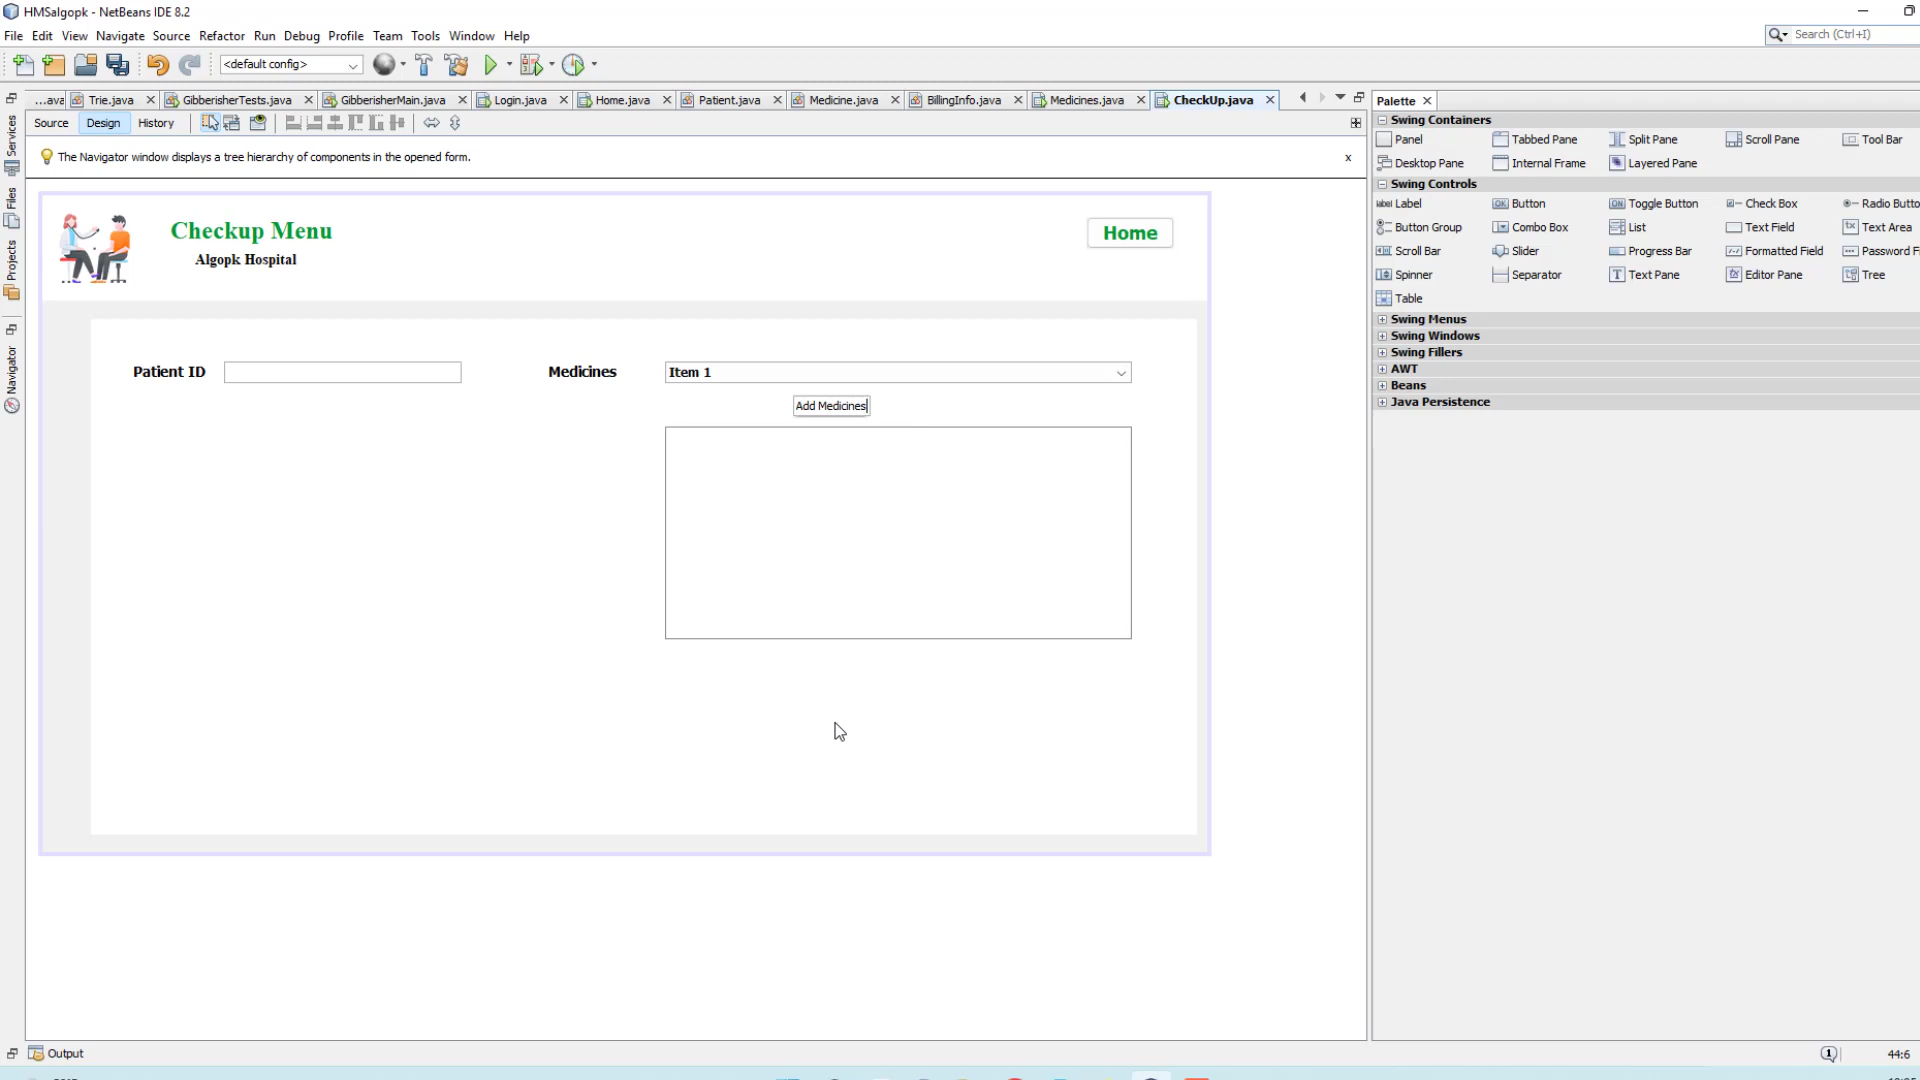 HMSalgopk - NetBeans IDE 8.2
File Edit View Navigate Source Refactor Run Debug Profile Team Tools Window Help
Search (Ctrl+I)
<default config>
...ava Trie.java GibberisherTests.java GibberisherMain.java Login.java Home.java Patient.java Medicine.java BillingInfo.java Medicines.java CheckUp.java
Source Design History
The Navigator window displays a tree hierarchy of components in the opened form.
x
Services
Files
Projects
Navigator
Checkup Menu
Algopk Hospital
Home
Patient ID
Medicines
Item 1
Add Medicines
Palette
Swing Containers
Panel Tabbed Pane Split Pane Scroll Pane Tool Bar
Desktop Pane Internal Frame Layered Pane
Swing Controls
Label Button Toggle Button Check Box Radio Butto
Button Group Combo Box List Text Field Text Area
Scroll Bar Slider Progress Bar Formatted Field Password F
Spinner Separator Text Pane Editor Pane Tree
Table
Swing Menus
Swing Windows
Swing Fillers
AWT
Beans
Java Persistence
Output
1
44:6